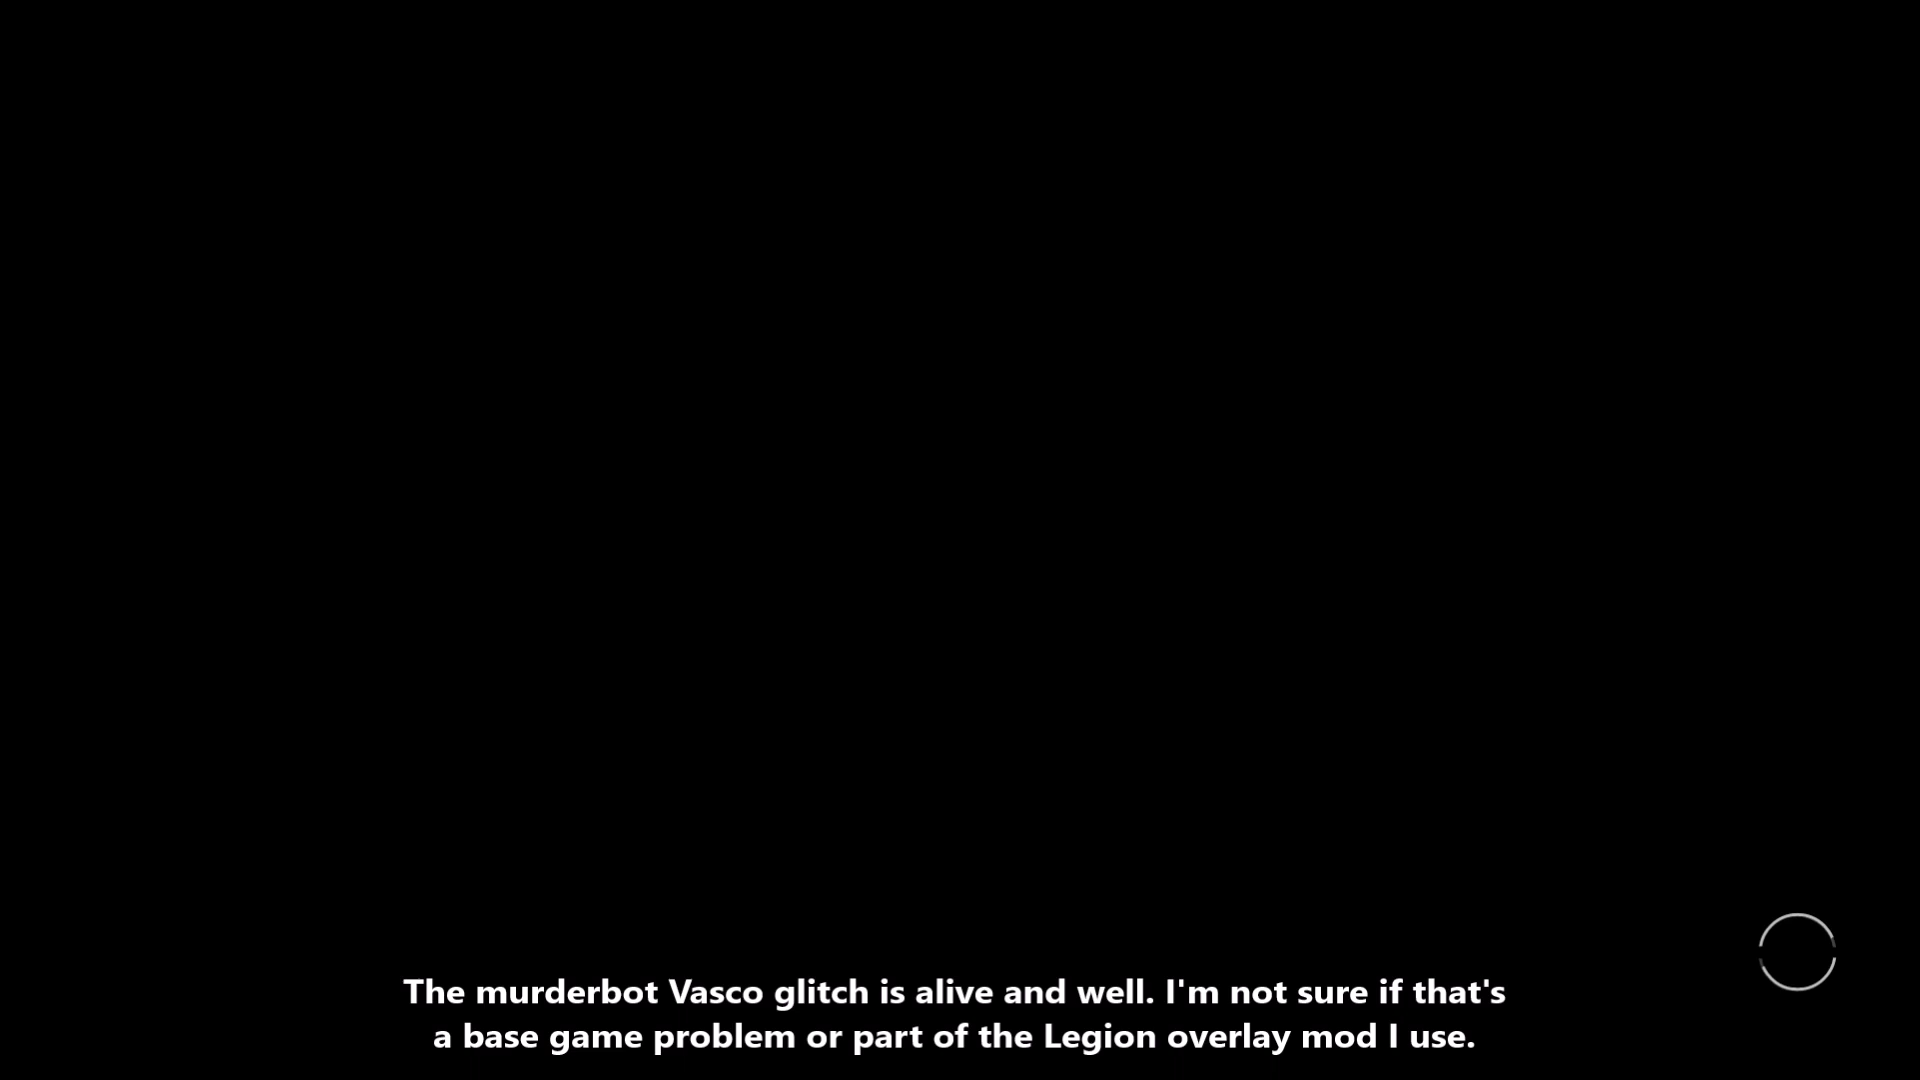 The murderbot Vasco glitch is alive and well. I'm not sure if that's
a base game problem or part of the Legion overlay mod I use.